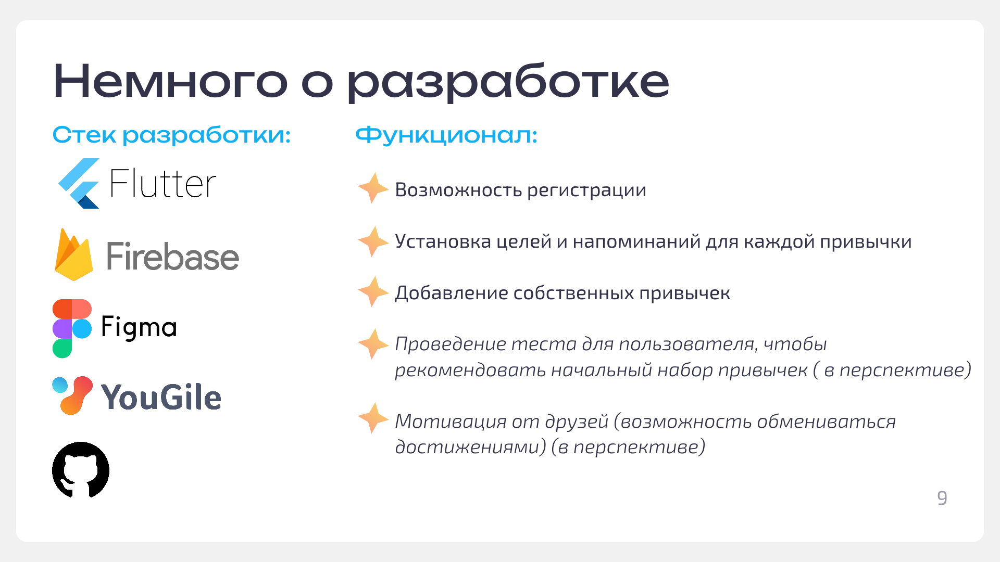 Немного о разработке
Стек разработки:
Flutter
Firebase
Figma
YouGile
Функционал:
Возможность регистрации
Установка целей и напоминаний для каждой привычки
Добавление собственных привычек
Проведение теста для пользователя, чтобы
рекомендовать начальный набор привычек ( в перспективе)
Мотивация от друзей (возможность обмениваться
достижениями) (в перспективе)
9